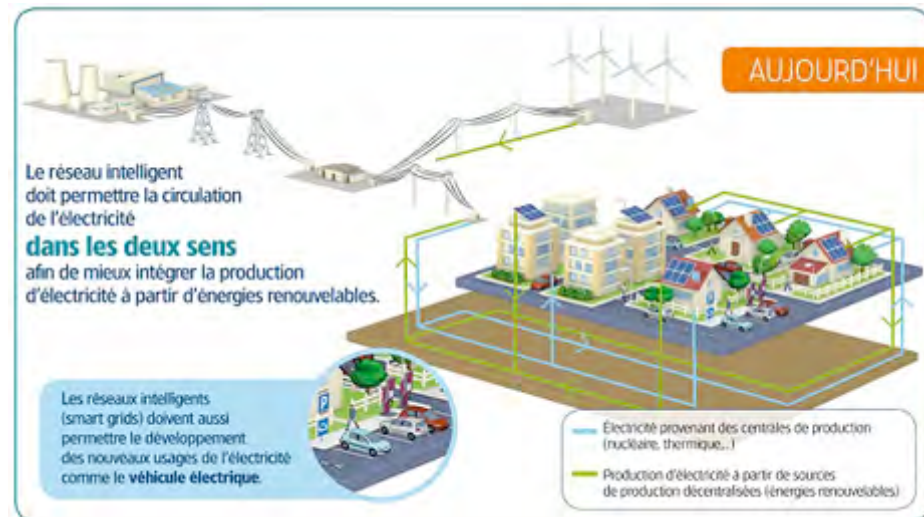 AUJOURD'HUI
Le réseau intelligent
doit permettre la circulation
de l'électricité
dans les deux sens
afin de mieux intégrer la production
d'électricité à partir d'énergies renouvelables.
Les réseaux intelligents
(smart grids) doivent aussi
permettre le développement
des nouveaux usages de l'électricité
comme le véhicule électrique.
P
Électricité provenant des centrales de production
(nucléaire, thermique,..)
Production d'électricité à partir de sources
de production décentralisées (énergies renouvelables)